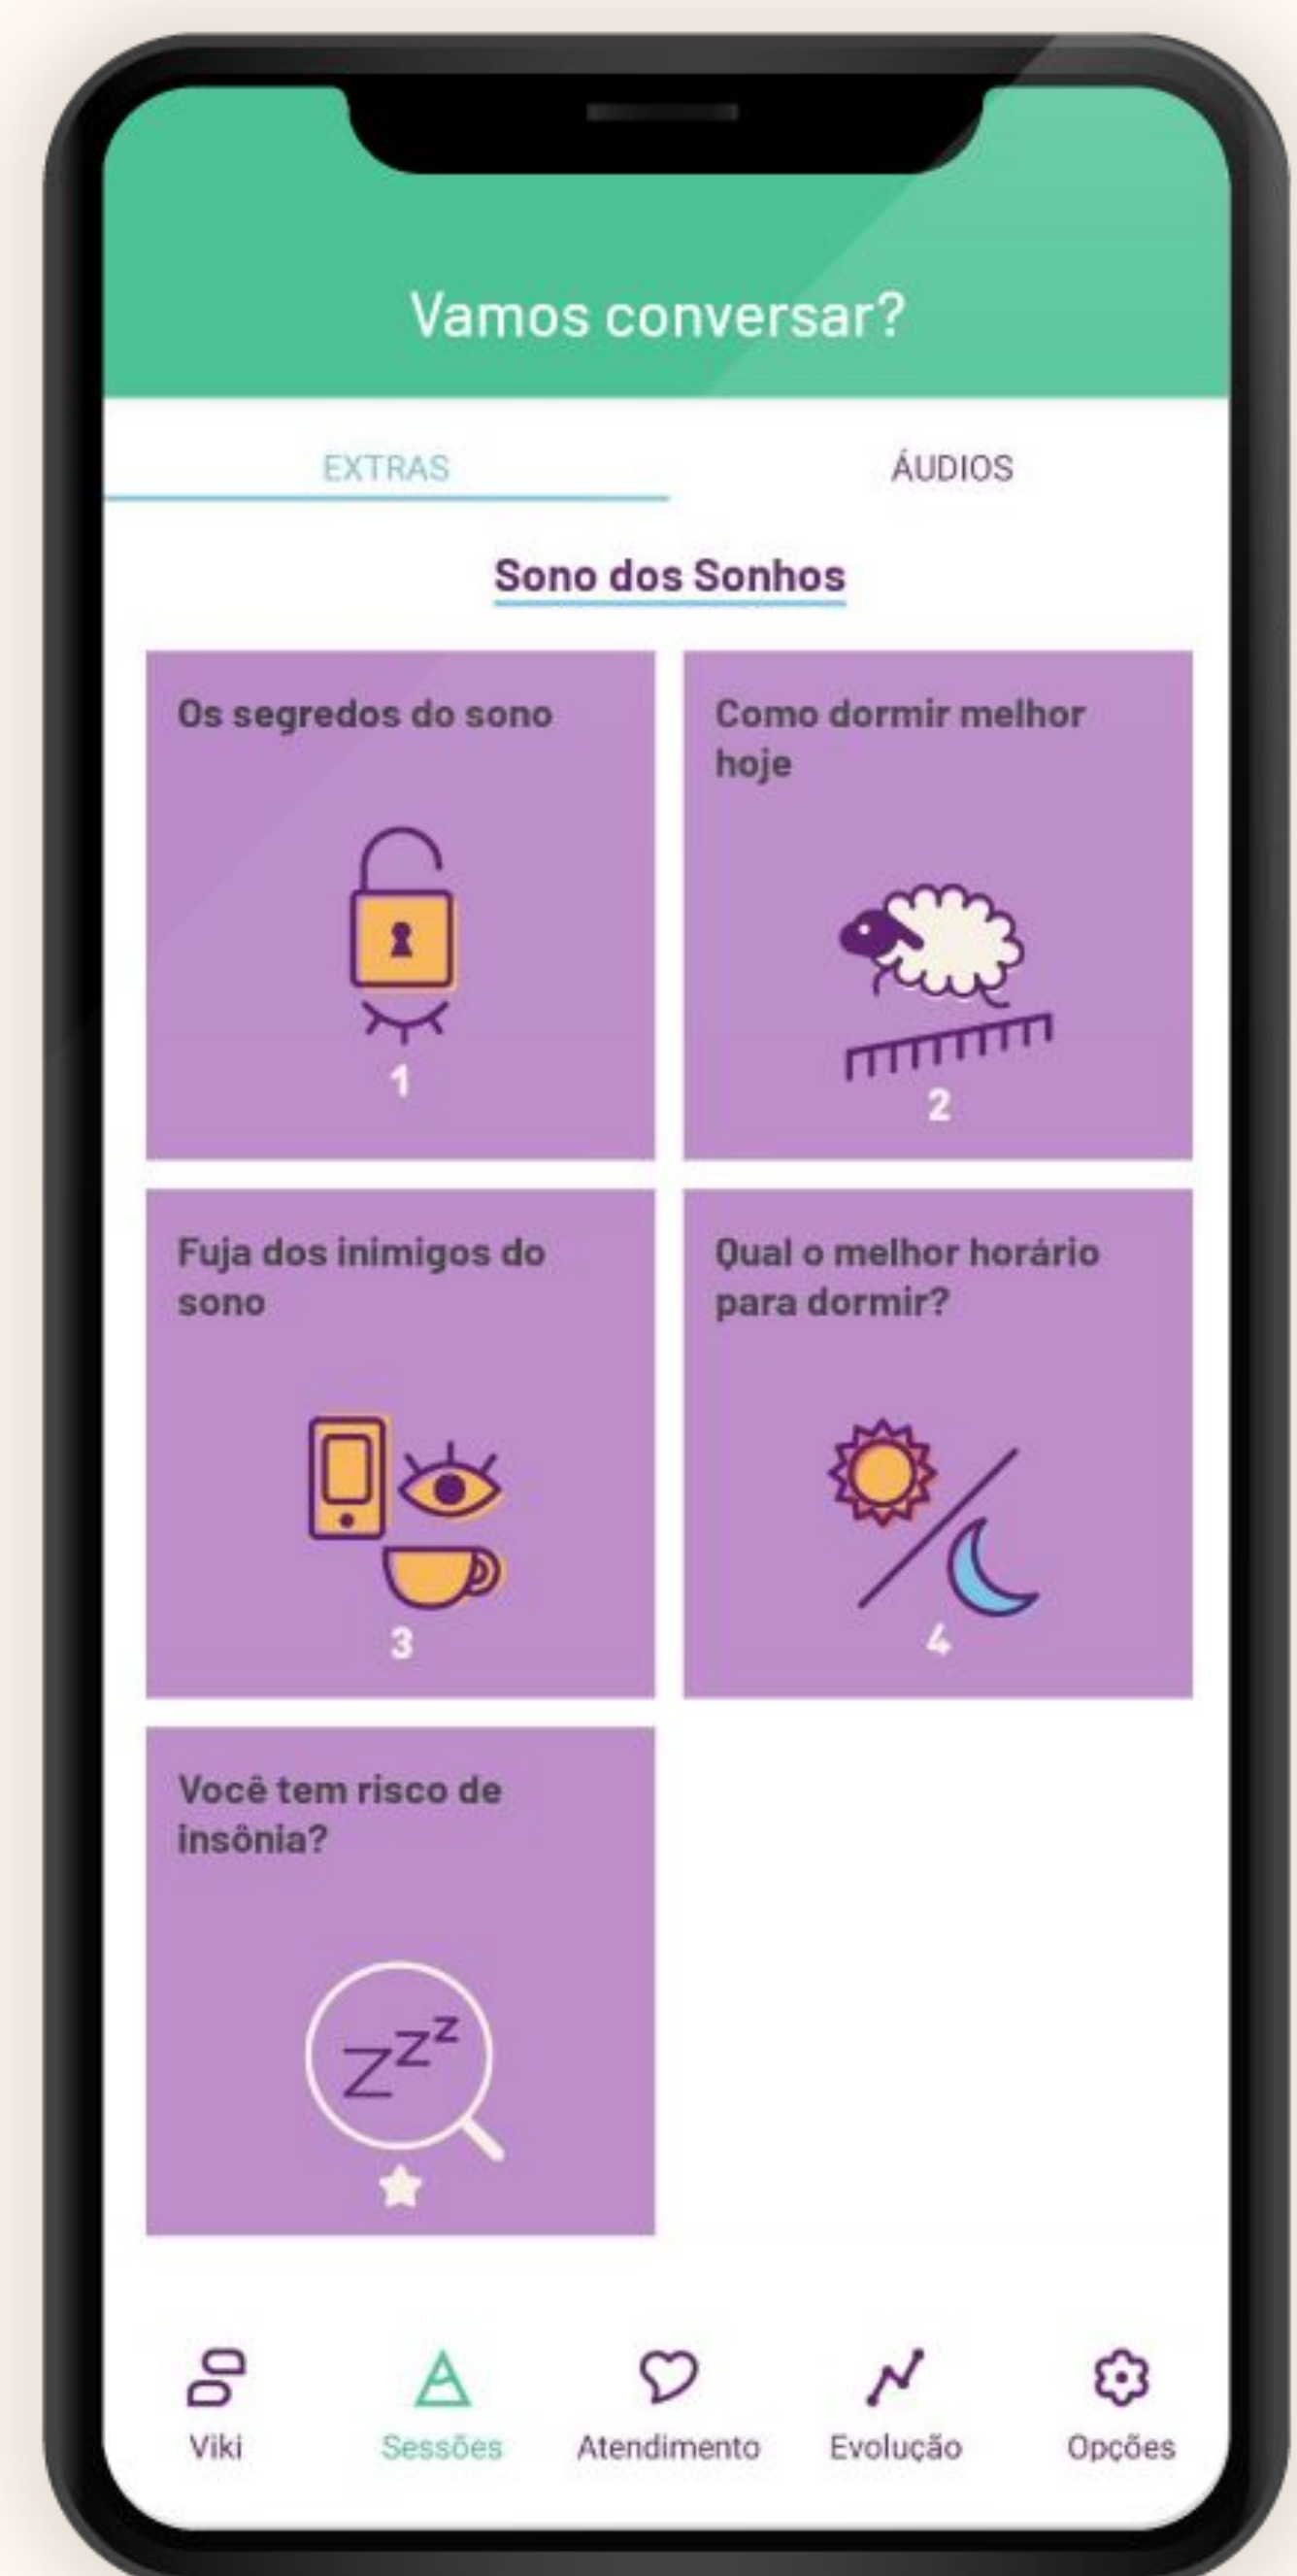 Vamos conversar?
EXTRAS
ÁUDIOS
Sono dos Sonhos
Os segredos do sono
1
Como dormir melhor
hoje
2
Fuja dos inimigos do
sono
3
Qual o melhor horário
para dormir?
4
Você tem risco de
insônia?
zzz
Viki
Sessões
Atendimento
Evolução
Opções